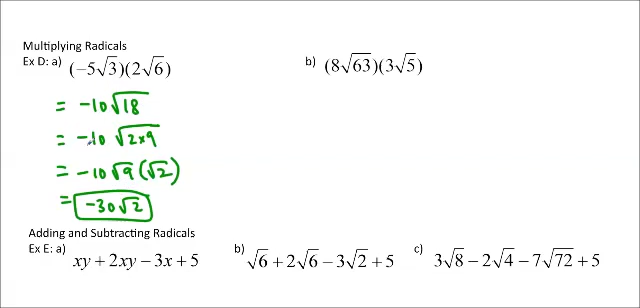 Multiplying Radicals
Ex D: a) (−5√3)(2√6) b) (8√63)(3√5)
= -10√18
= -10 √2×9
= -10√9 (√2)
= -30√2
Adding and Subtracting Radicals
Ex E: a) xy + 2xy − 3x + 5 b) √6 + 2√6 − 3√2 + 5 c) 3√8 − 2√4 − 7√72 + 5